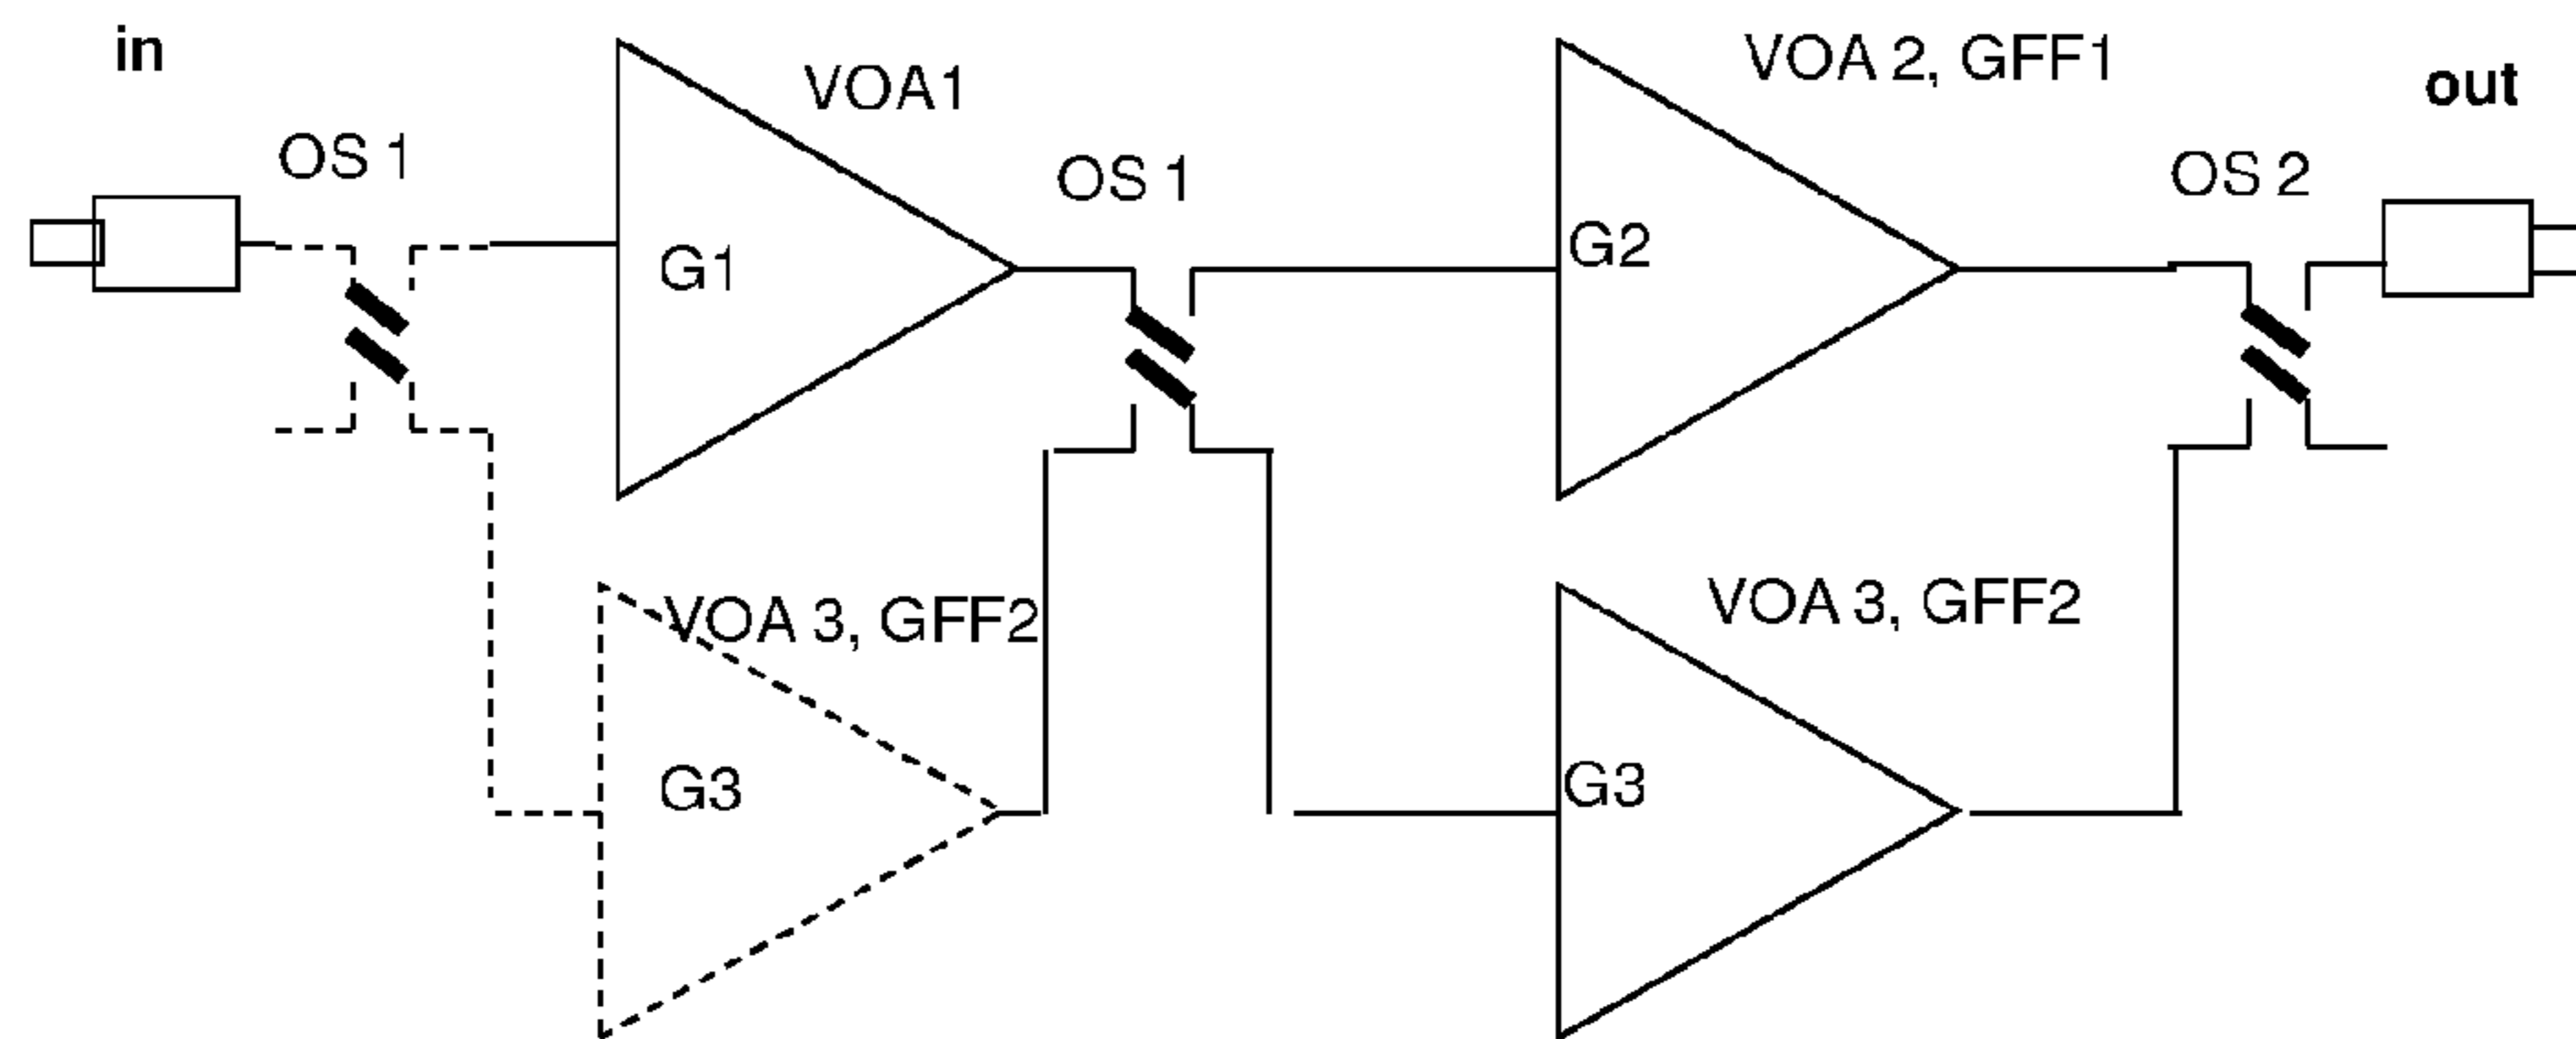 in
VOA1
VOA 2, GFF1
out
OS 1
OS 1
OS 2
G1
G2
VOA 3, GFF2
VOA 3, GFF2
G3
G3